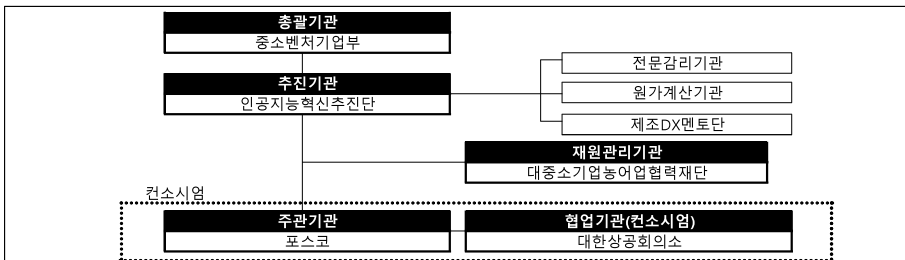 총괄기관
중소벤처기업부
추진기관
인공지능혁신추진단
전문감리기관
원가계산기관
제조DX멘토단
재원관리기관
대중소기업농어업협력재단
컨소시엄
주관기관
포스코
협업기관(컨소시엄)
대한상공회의소